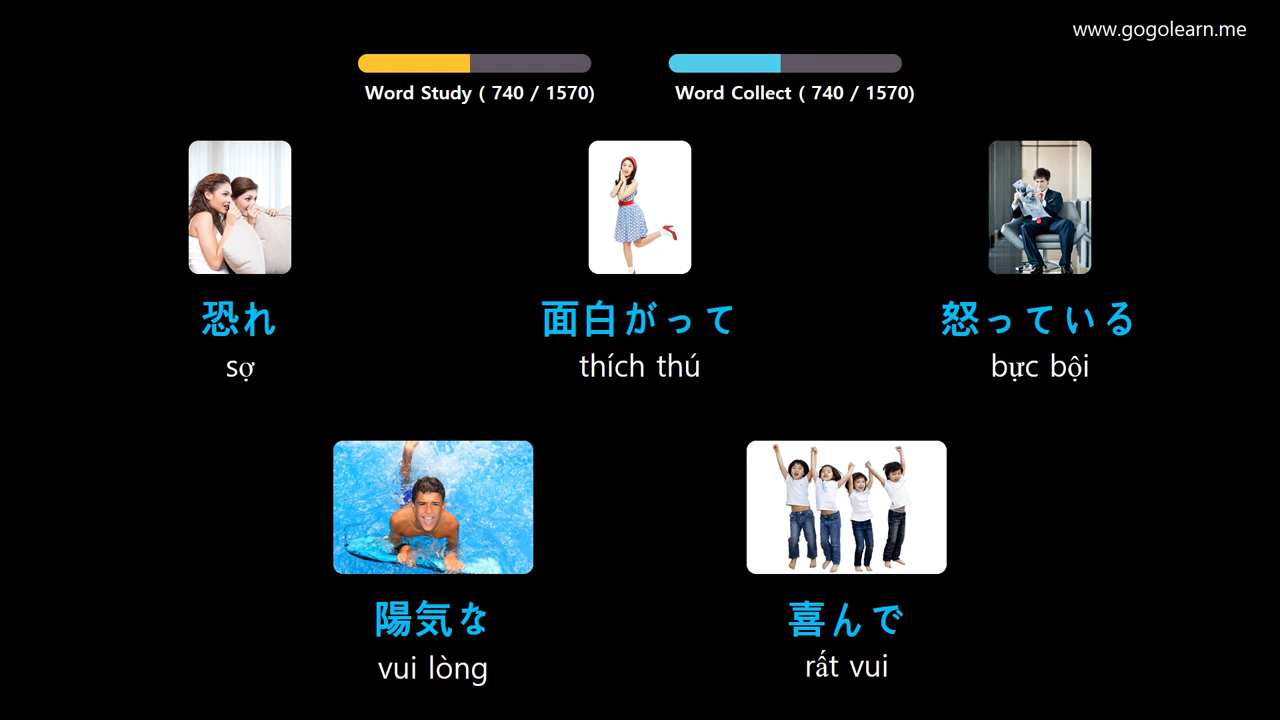 www.gogolearn.me
Word Study ( 740 / 1570)
Word Collect ( 740 / 1570)
恐れ
面白がって
怒っている
sợ
thích thú
bực bội
陽気な
喜んで
vui lòng
rất vui